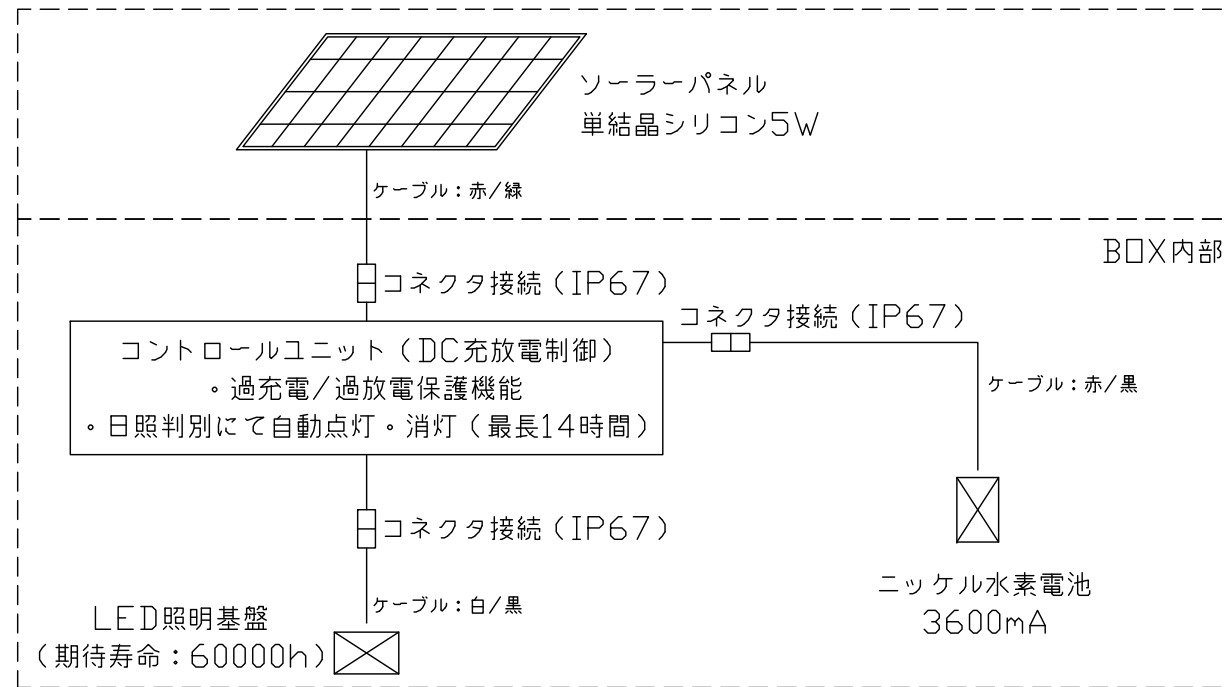 ソーラーパネル
単結晶シリコン5W
ケーブル：赤/緑
BOX内部
コネクタ接続（IP67）
コネクタ接続（IP67）
コントロールユニット（DC充放電制御）
・過充電/過放電保護機能
・日照判別にて自動点灯・消灯（最長14時間）
ケーブル：赤/黒
コネクタ接続（IP67）
ニッケル水素電池
3600mA
ケーブル：白/黒
LED照明基盤
（期待寿命：60000h）